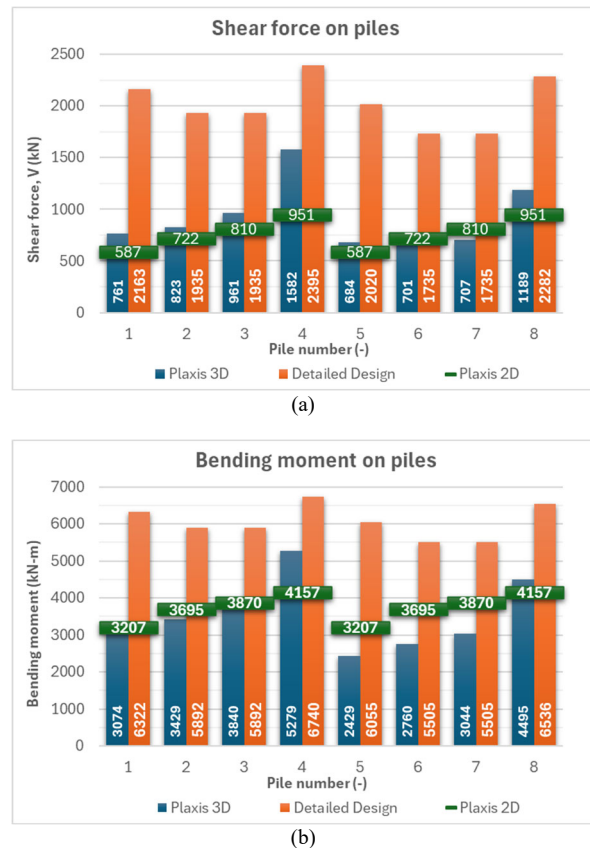 Shear force on piles
Shear force, V (kN)
2500
2000
1500
1000
500
0
587 722 810 951 587 722 810 951
761 2163 823 1935 961 1935 1582 2395 684 2020 701 1735 707 1735 1189 2282
1 2 3 4 5 6 7 8
Pile number (-)
Plaxis 3D Detailed Design Plaxis 2D
(a)
Bending moment on piles
Bending moment (kN-m)
7000
6000
5000
4000
3000
2000
1000
0
3207 3695 3870 4157 3207 3695 3870 4157
3074 6322 3429 5892 3840 5892 5279 6740 2429 6055 2760 5505 3044 5505 4495 6536
1 2 3 4 5 6 7 8
Pile number (-)
Plaxis 3D Detailed Design Plaxis 2D
(b)